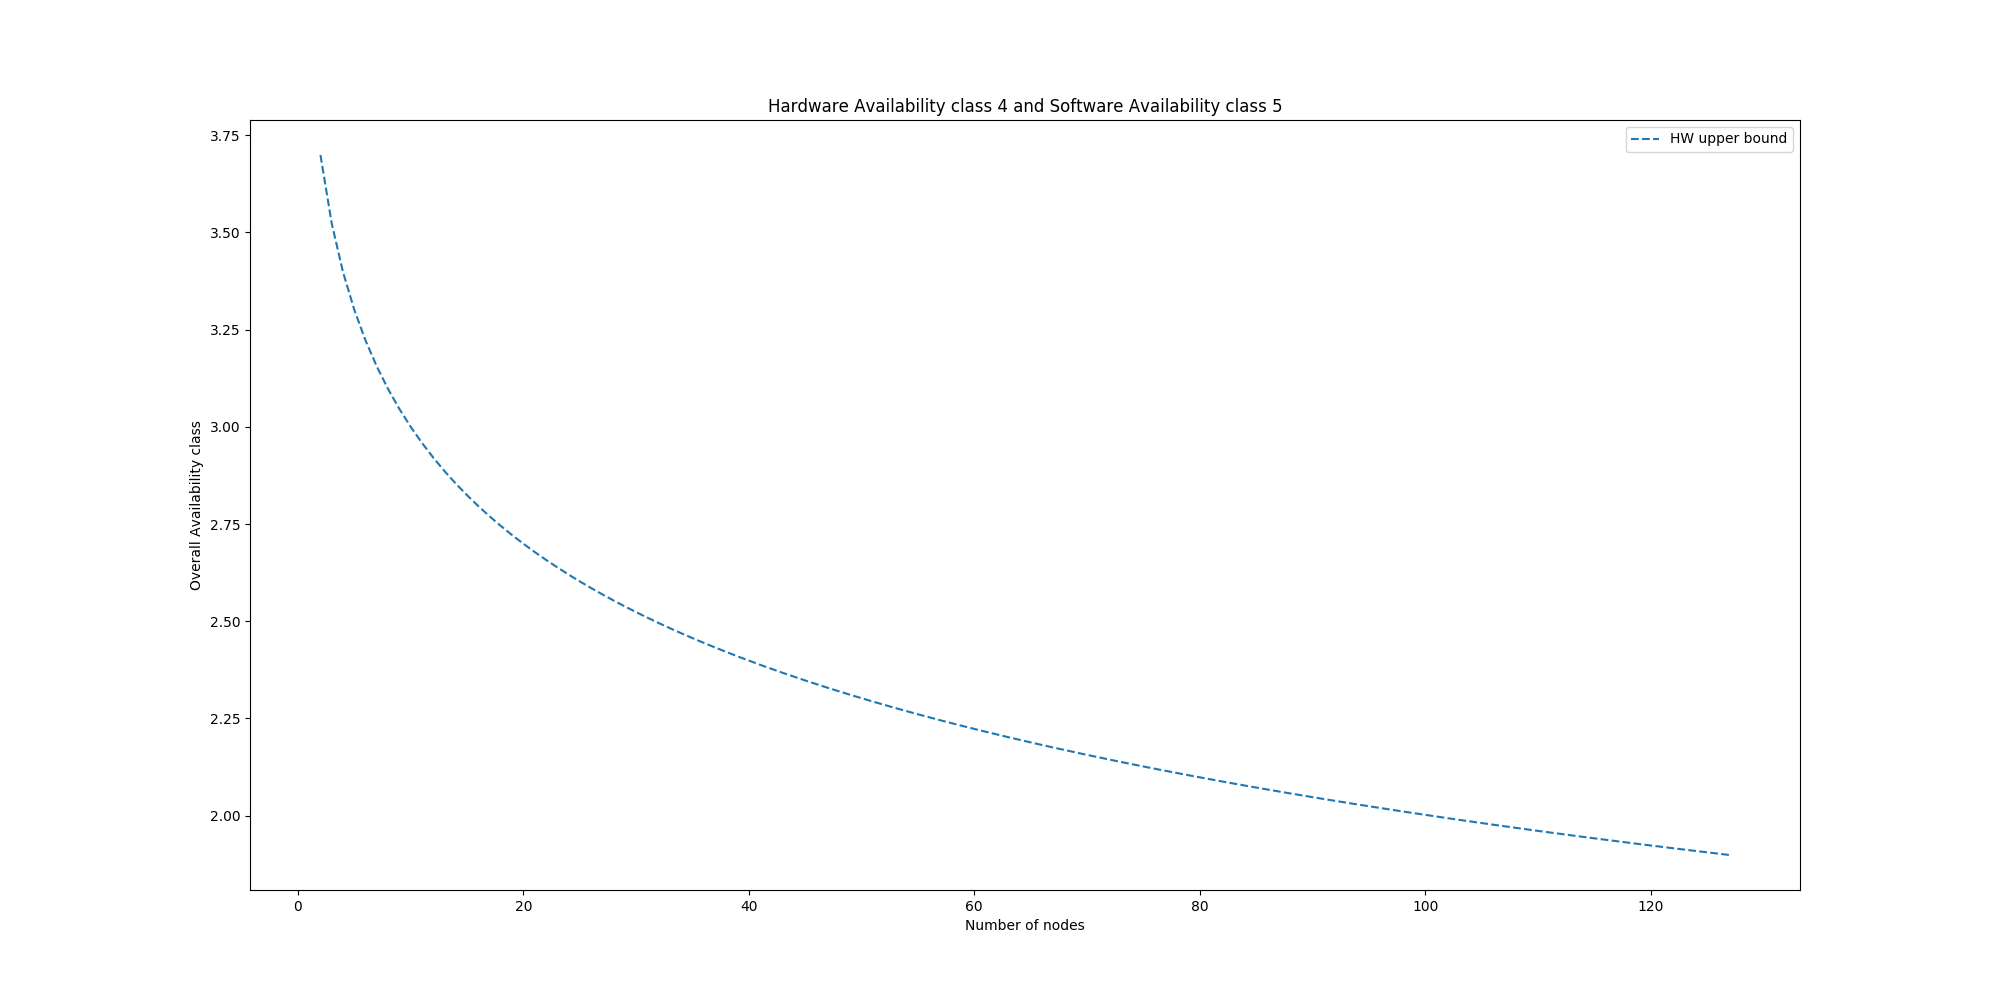 Hardware Availability class 4 and Software Availability class 5
HW upper bound
3.75
3.50
3.25
3.00
2.75
2.50
2.25
2.00
Overall Availability class
0 20 40 60 80 100 120
Number of nodes